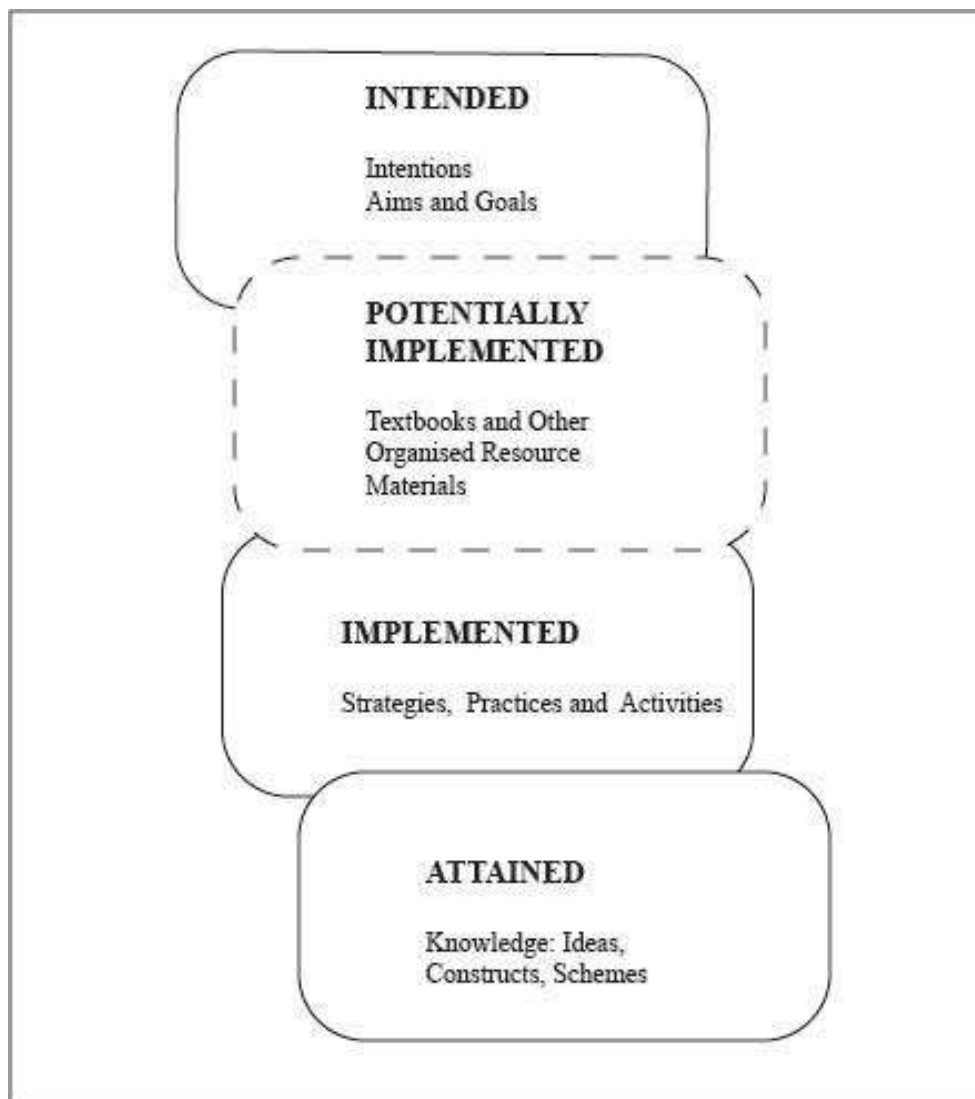 INTENDED
Intentions
Aims and Goals
POTENTIALLY
IMPLEMENTED
Textbooks and Other
Organised Resource
Materials
IMPLEMENTED
Strategies, Practices and Activities
ATTAINED
Knowledge: Ideas,
Constructs, Schemes